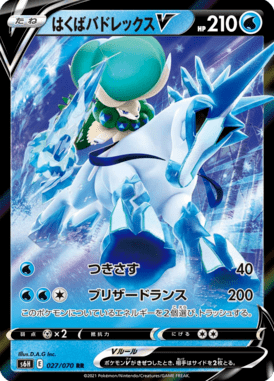 たね はくばバドレックスV HP210
つきさす 40
ブリザードランス 200
このポケモンについているエネルギーを2個選び、トラッシュする。
弱点 ×2 抵抗力 にげる
Vルール
ポケモンVがきぜつしたとき、相手はサイドを2枚とる。
Illus. D.A.G Inc.
S6H E 027/070 RR
©2021 Pokémon/Nintendo/Creatures/GAME FREAK.